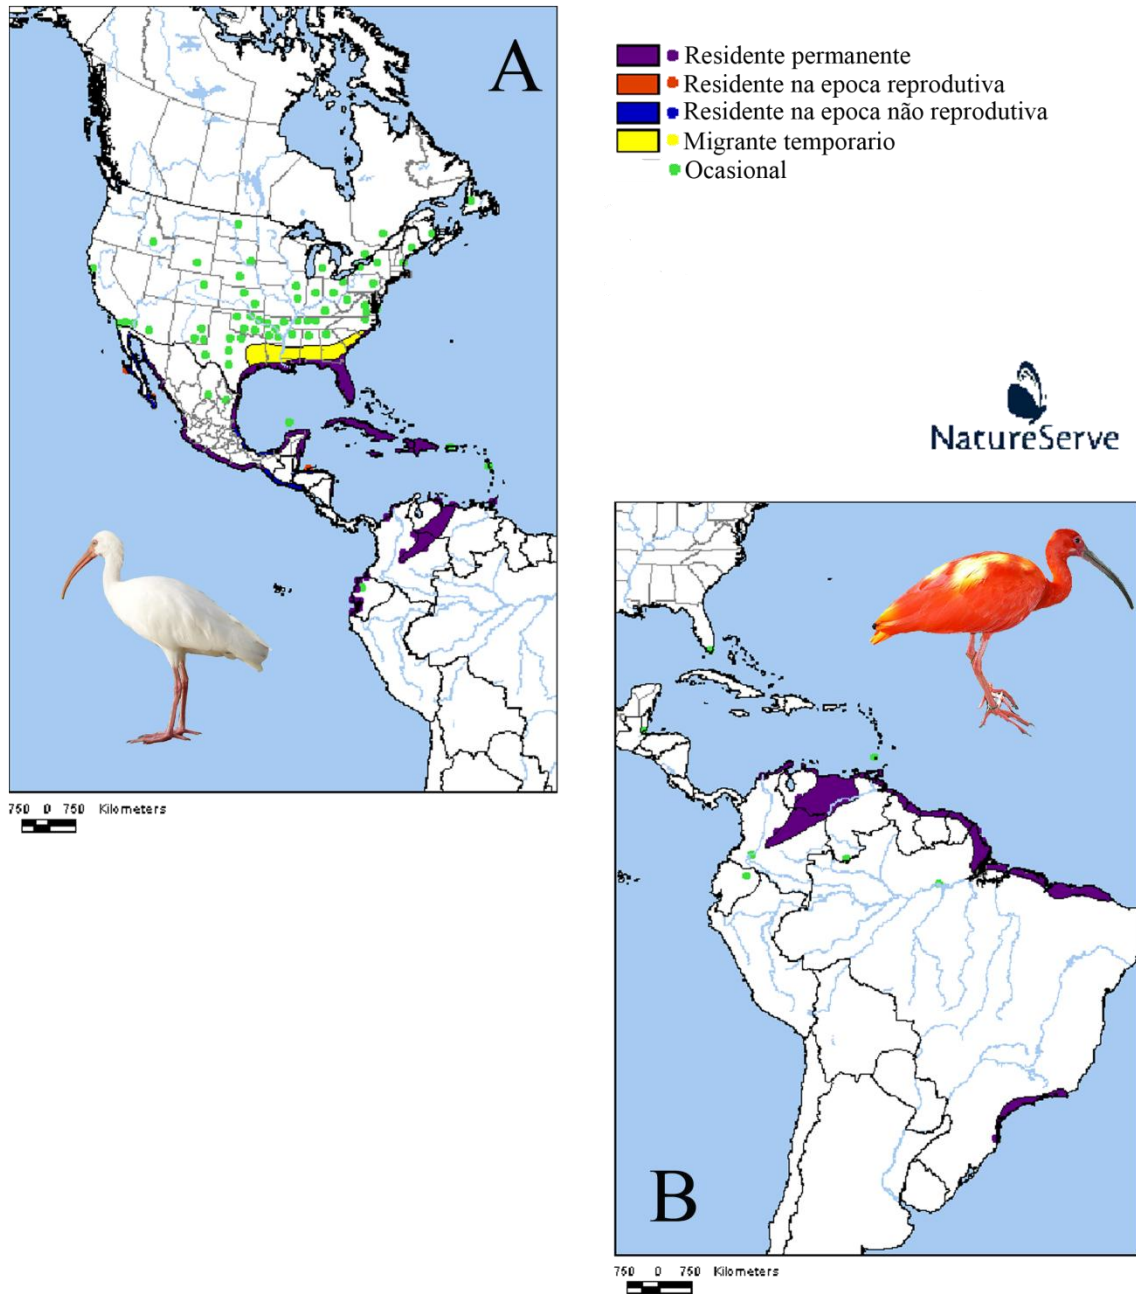 A
Residente permanente
Residente na epoca reprodutiva
Residente na epoca não reprodutiva
Migrante temporario
Ocasional
NatureServe
750 0 750 Kilometers
B
750 0 750 Kilometers